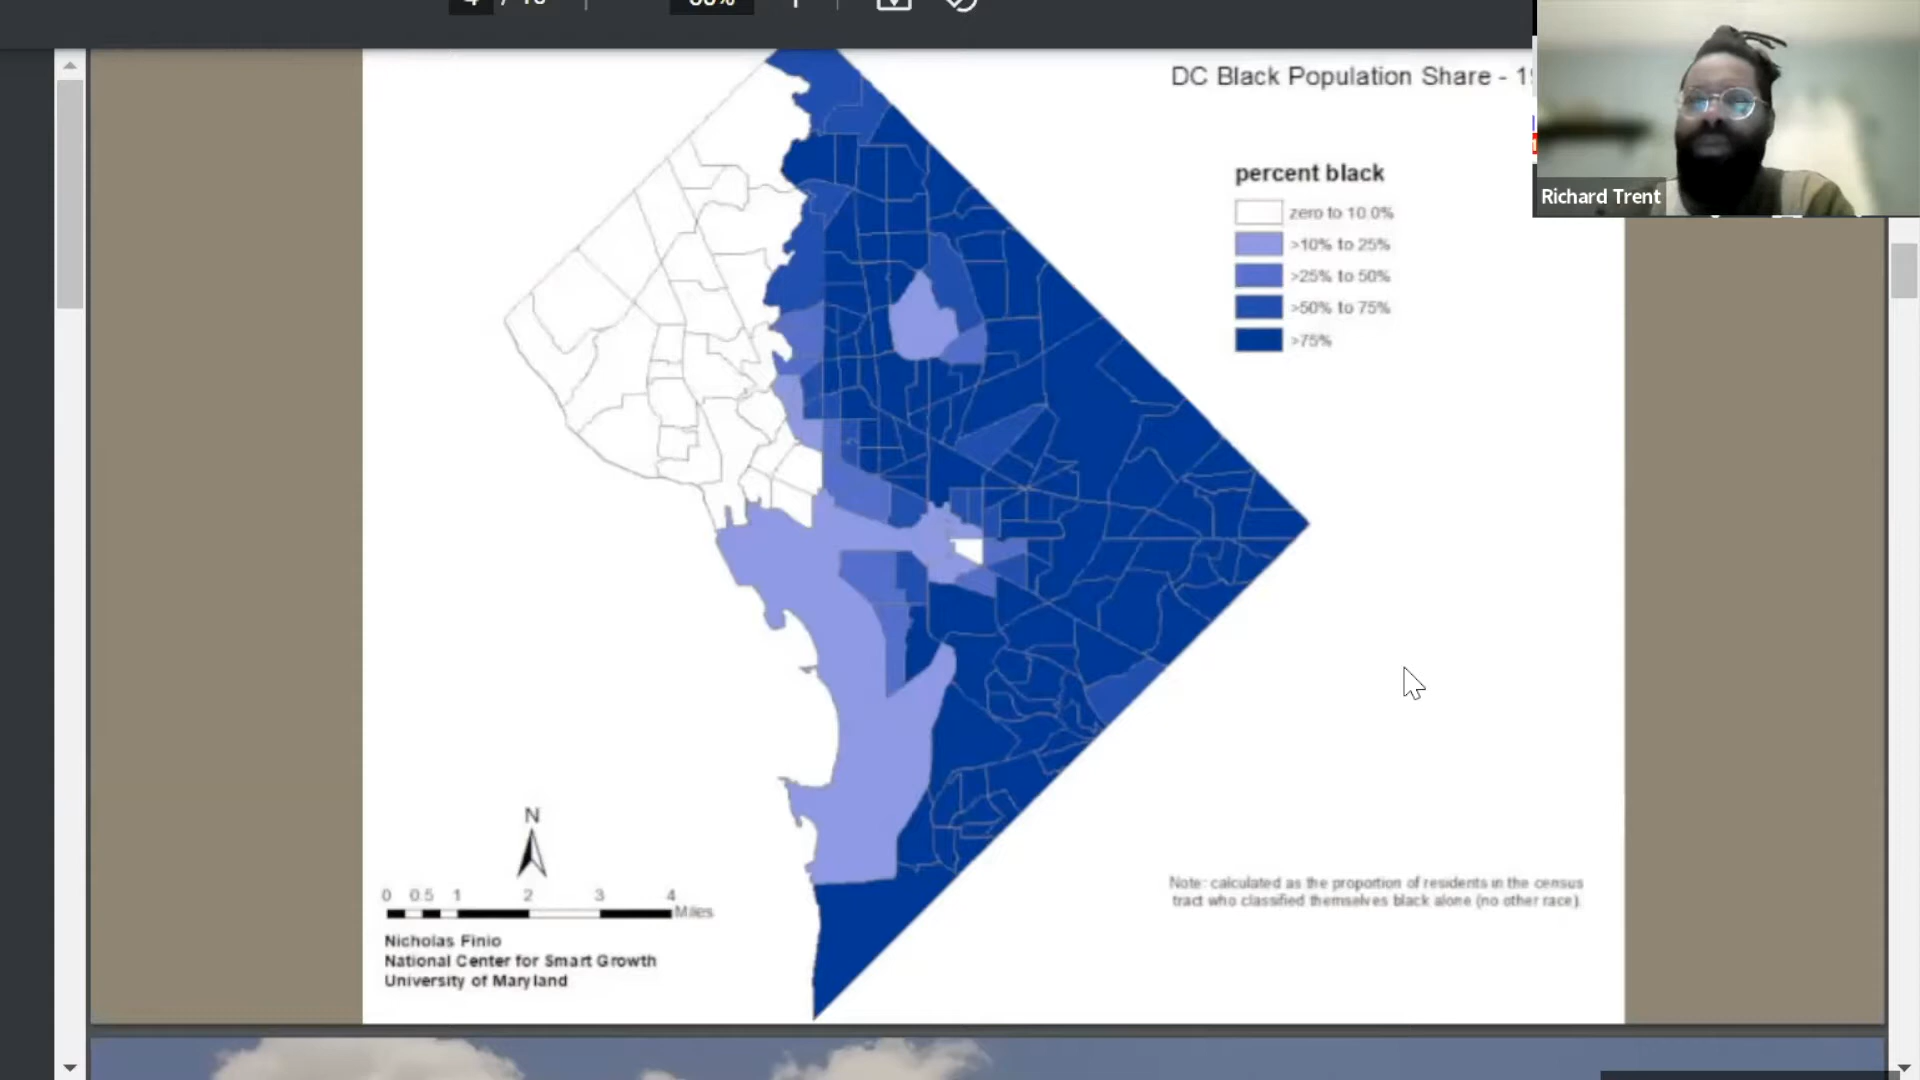 DC Black Population Share - 1
Richard Trent
percent black
zero to 10.0%
>10% to 25%
>25% to 50%
>50% to 75%
>75%
N
0 0.5 1 2 3 4
Miles
Nicholas Finio
National Center for Smart Growth
University of Maryland
Note: calculated as the proportion of residents in the census
tract who classified themselves black alone (no other race).